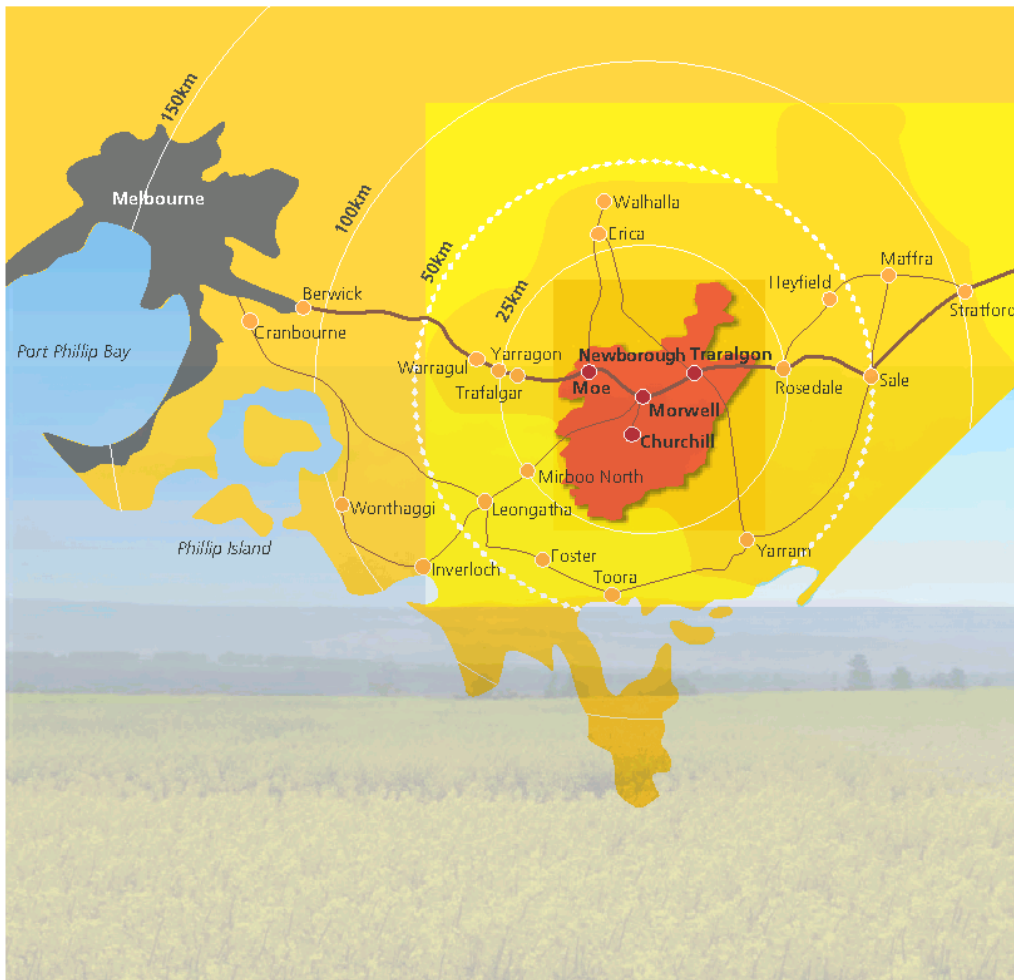 150km
Melbourne
100km
Walhalla
Erica
50km
Maffra
Heyfield
Berwick
25km
Stratford
Cranbourne
Port Phillip Bay
Yarragon
Newborough
Traralgon
Warragul
Trafalgar
Moe
Rosedale
Sale
Morwell
Churchill
Mirboo North
Wonthaggi
Leongatha
Phillip Island
Foster
Yarram
Inverloch
Toora